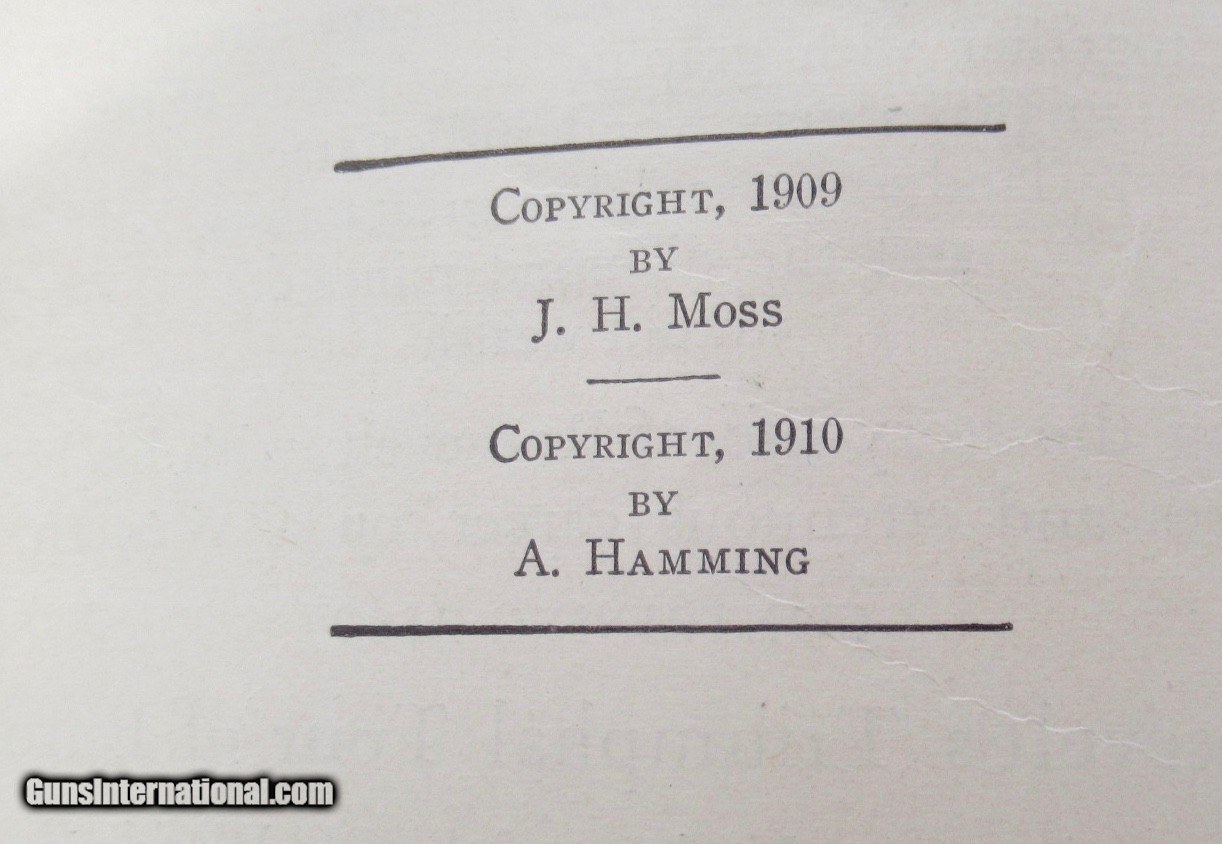 Copyright, 1909
by
J. H. Moss
Copyright, 1910
by
A. Hamming
GunsInternational.com